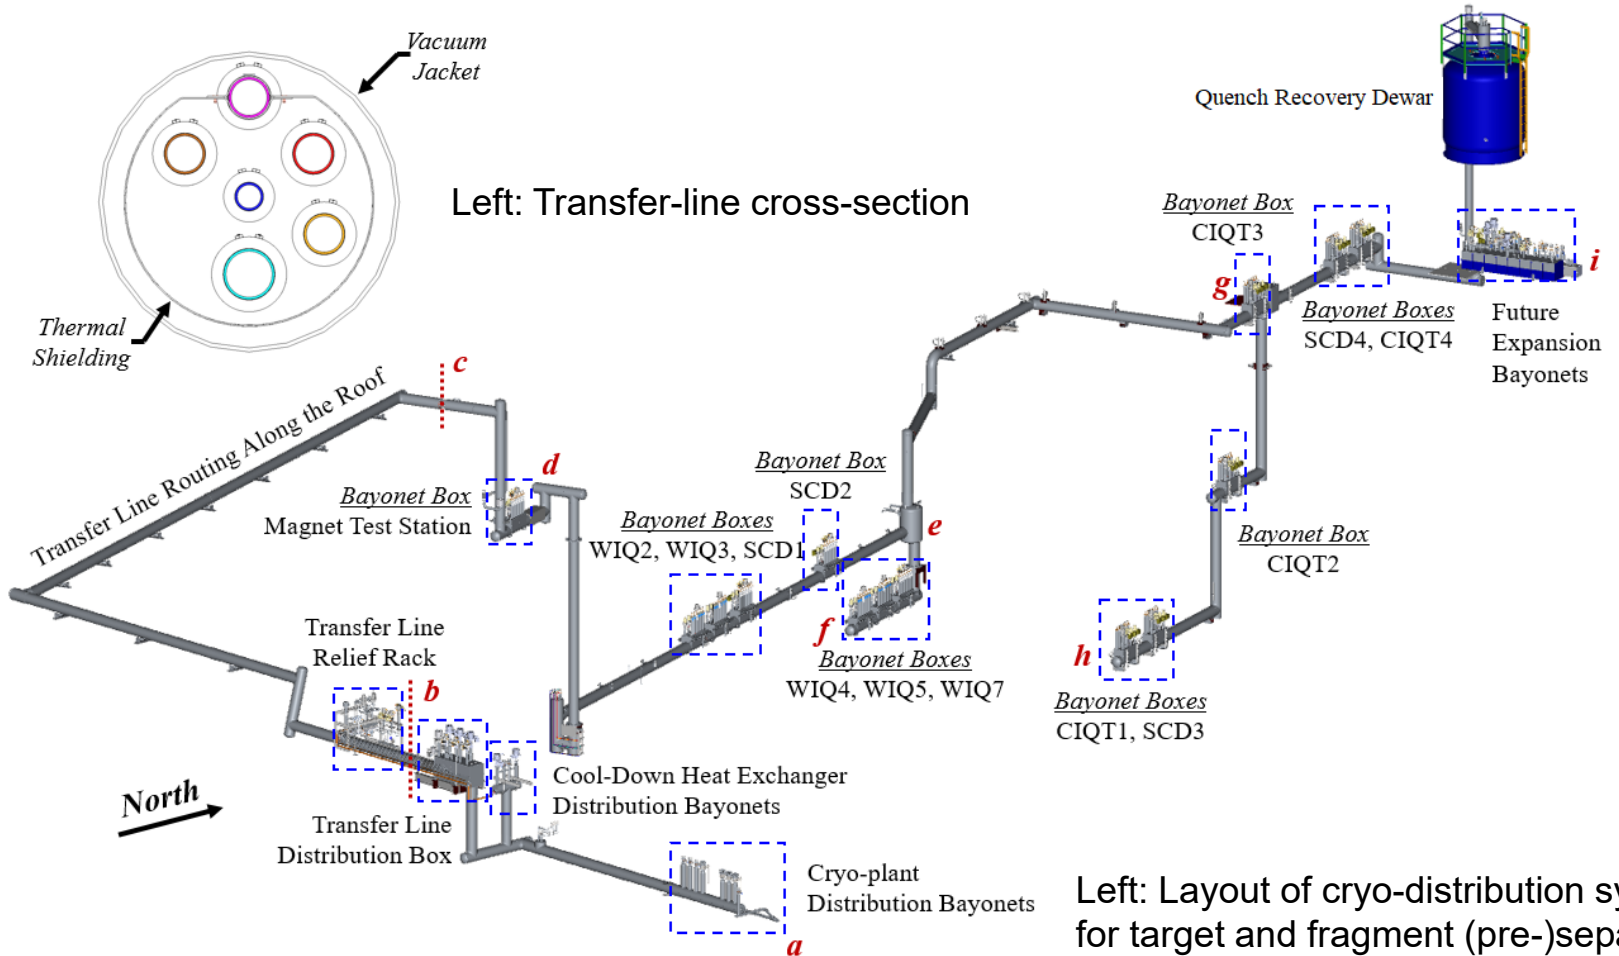 Vacuum
Jacket
Quench Recovery Dewar
Left: Transfer-line cross-section
Bayonet Box
CIQT3
g
i
Thermal
Shielding
Bayonet Boxes
SCD4, CIQT4
Future
Expansion
Bayonets
c
Transfer Line Routing Along the Roof
d
Bayonet Box
Magnet Test Station
Bayonet Box
SCD2
Bayonet Boxes
WIQ2, WIQ3, SCD1
e
Bayonet Box
CIQT2
f
Bayonet Boxes
WIQ4, WIQ5, WIQ7
h
Bayonet Boxes
CIQT1, SCD3
Transfer Line
Relief Rack
b
North
Cool-Down Heat Exchanger
Distribution Bayonets
Transfer Line
Distribution Box
Cryo-plant
Distribution Bayonets
a
Left: Layout of cryo-distribution sy
for target and fragment (pre-)sepa